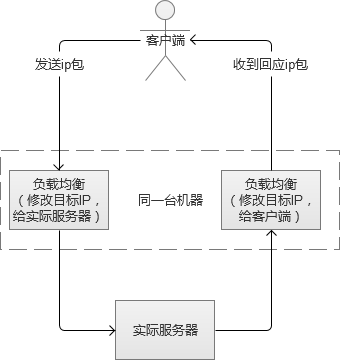 客户端
发送ip包
收到回应ip包
负载均衡
（修改目标IP，
给实际服务器）
同一台机器
负载均衡
（修改目标IP，
给客户端）
实际服务器